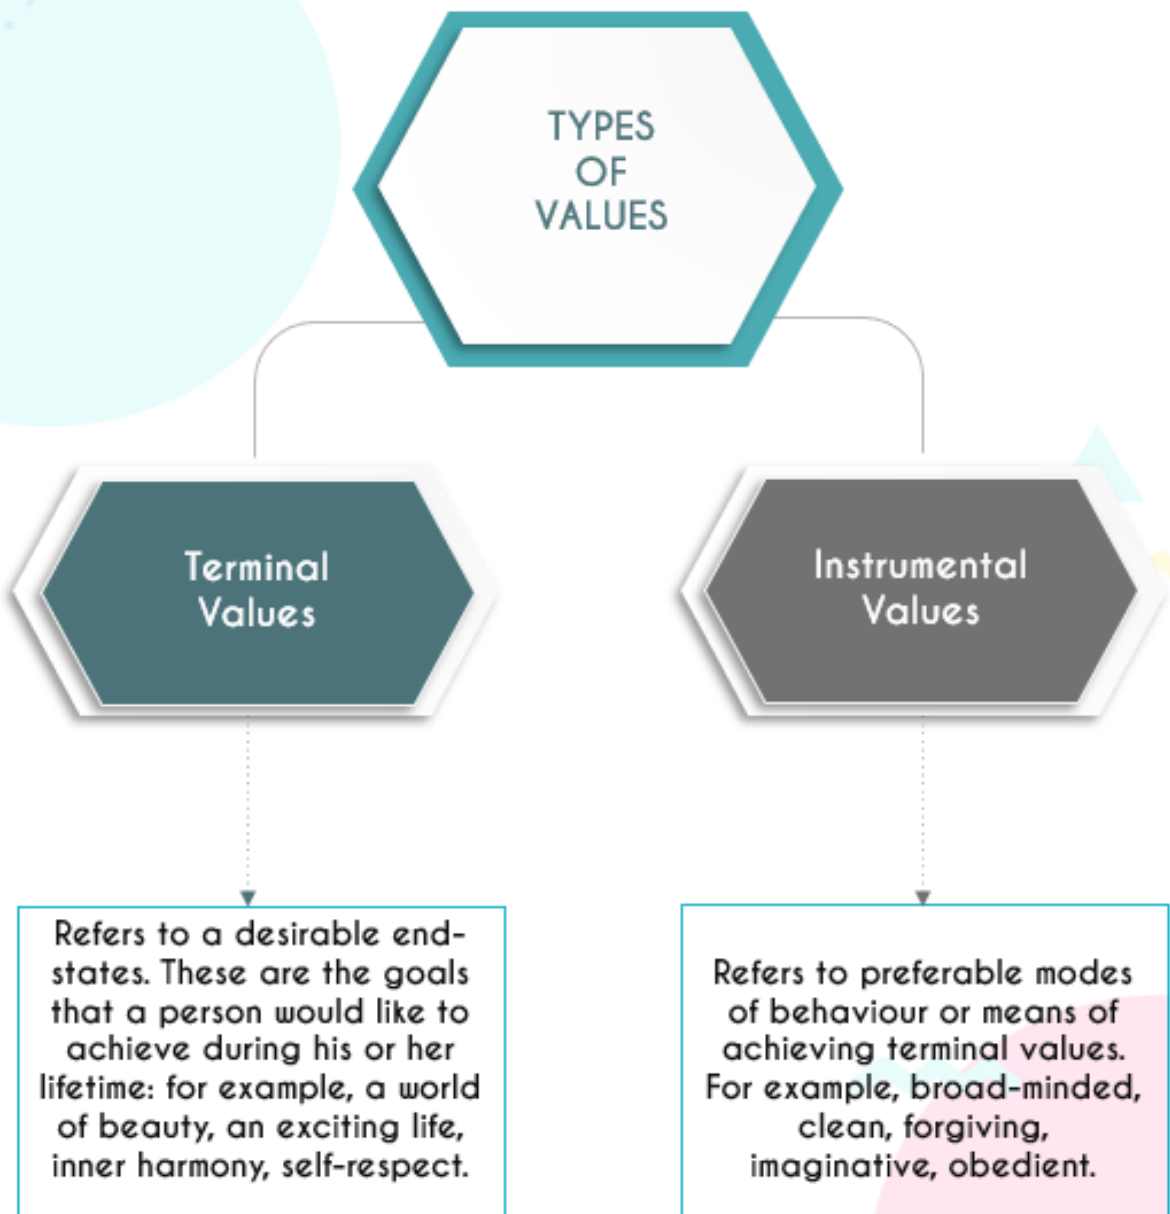 TYPES
OF
VALUES
Terminal
Values
Instrumental
Values
Refers to a desirable end-
states. These are the goals
that a person would like to
achieve during his or her
lifetime: for example, a world
of beauty, an exciting life,
inner harmony, self-respect.
Refers to preferable modes
of behaviour or means of
achieving terminal values.
For example, broad-minded,
clean, forgiving,
imaginative, obedient.